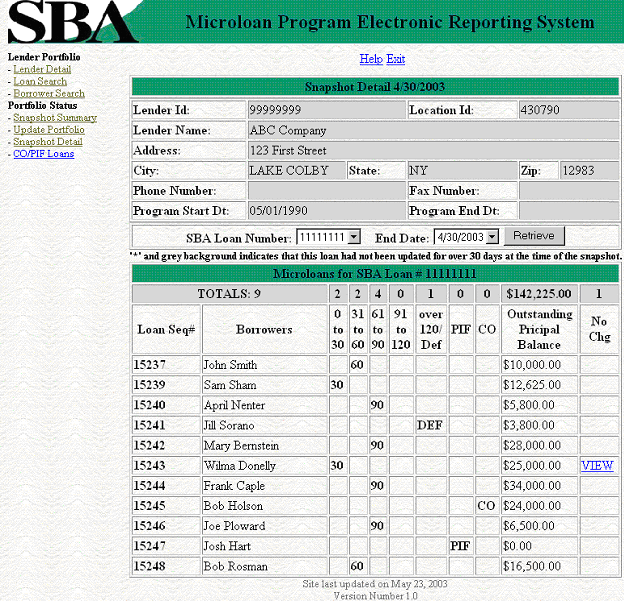 SBA
Microloan Program Electronic Reporting System
Lender Portfolio
- Lender Detail
- Loan Search
- Borrower Search
Portfolio Status
- Snapshot Summary
- Update Portfolio
- Snapshot Detail
- CO/PIF Loans
Help Exit
Snapshot Detail 4/30/2003
Lender Id: 99999999 Location Id: 430790
Lender Name: ABC Company
Address: 123 First Street
City: LAKE COLBY State: NY Zip: 12983
Phone Number: Fax Number:
Program Start Dt: 05/01/1990 Program End Dt:
SBA Loan Number: 11111111 End Date: 4/30/2003 Retrieve
'*' and grey background indicates that this loan had not been updated for over 30 days at the time of the snapshot.
Microloans for SBA Loan # 11111111
TOTALS: 9 2 2 4 0 1 0 0 $142,225.00 1
Loan Seq# Borrowers 0 to 30 31 to 60 61 to 90 91 to 120 over 120/ Def PIF CO Outstanding Pricipal Balance No Chg
15237 John Smith 60 $10,000.00
15239 Sam Sham 30 $12,625.00
15240 April Nenter 90 $5,800.00
15241 Jill Sorano DEF $3,800.00
15242 Mary Bernstein 90 $28,000.00
15243 Wilma Donelly 30 $25,000.00 VIEW
15244 Frank Caple 90 $34,000.00
15245 Bob Holson CO $24,000.00
15246 Joe Ploward 90 $6,500.00
15247 Josh Hart PIF $0.00
15248 Bob Rosman 60 $16,500.00
Site last updated on May 23, 2003
Version Number 1.0